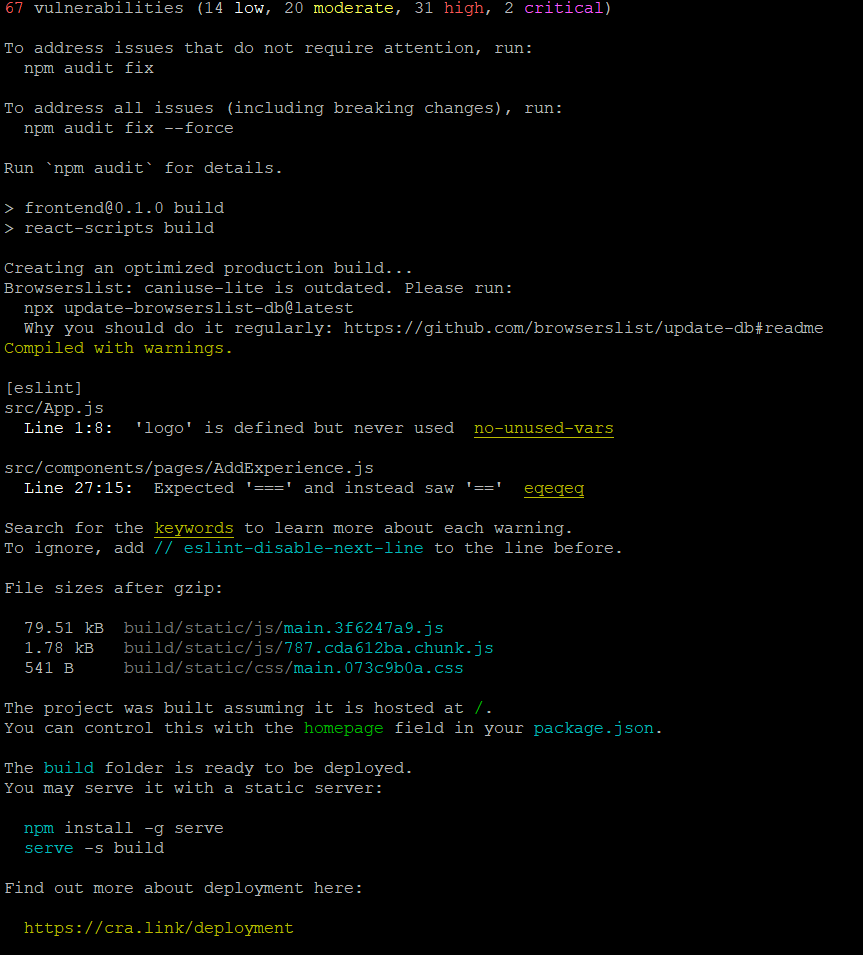 67 vulnerabilities (14 low, 20 moderate, 31 high, 2 critical)
To address issues that do not require attention, run:
npm audit fix
To address all issues (including breaking changes), run:
npm audit fix --force
Run `npm audit` for details.
> frontend@0.1.0 build
> react-scripts build
Creating an optimized production build...
Browserslist: caniuse-lite is outdated. Please run:
npx update-browserslist-db@latest
Why you should do it regularly: https://github.com/browserslist/update-db#readme
Compiled with warnings.
[eslint]
src/App.js
Line 1:8:  'logo' is defined but never used  no-unused-vars
src/components/pages/AddExperience.js
Line 27:15:  Expected '===' and instead saw '=='  eqeqeq
Search for the keywords to learn more about each warning.
To ignore, add // eslint-disable-next-line to the line before.
File sizes after gzip:
79.51 kB  build/static/js/main.3f6247a9.js
1.78 kB   build/static/js/787.cda612ba.chunk.js
541 B     build/static/css/main.073c9b0a.css
The project was built assuming it is hosted at /.
You can control this with the homepage field in your package.json.
The build folder is ready to be deployed.
You may serve it with a static server:
npm install -g serve
serve -s build
Find out more about deployment here:
https://cra.link/deployment